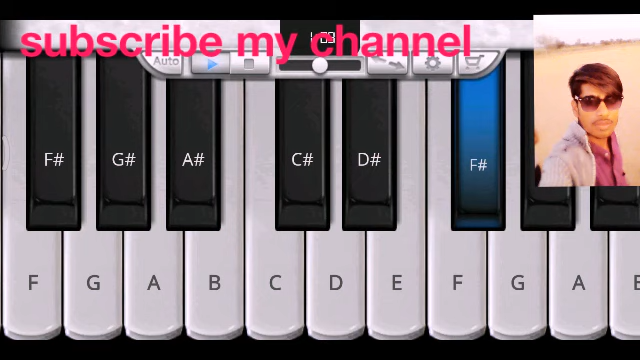 subscribe my channel
Auto
F# G# A# C# D# F#
F G A B C D E F G A